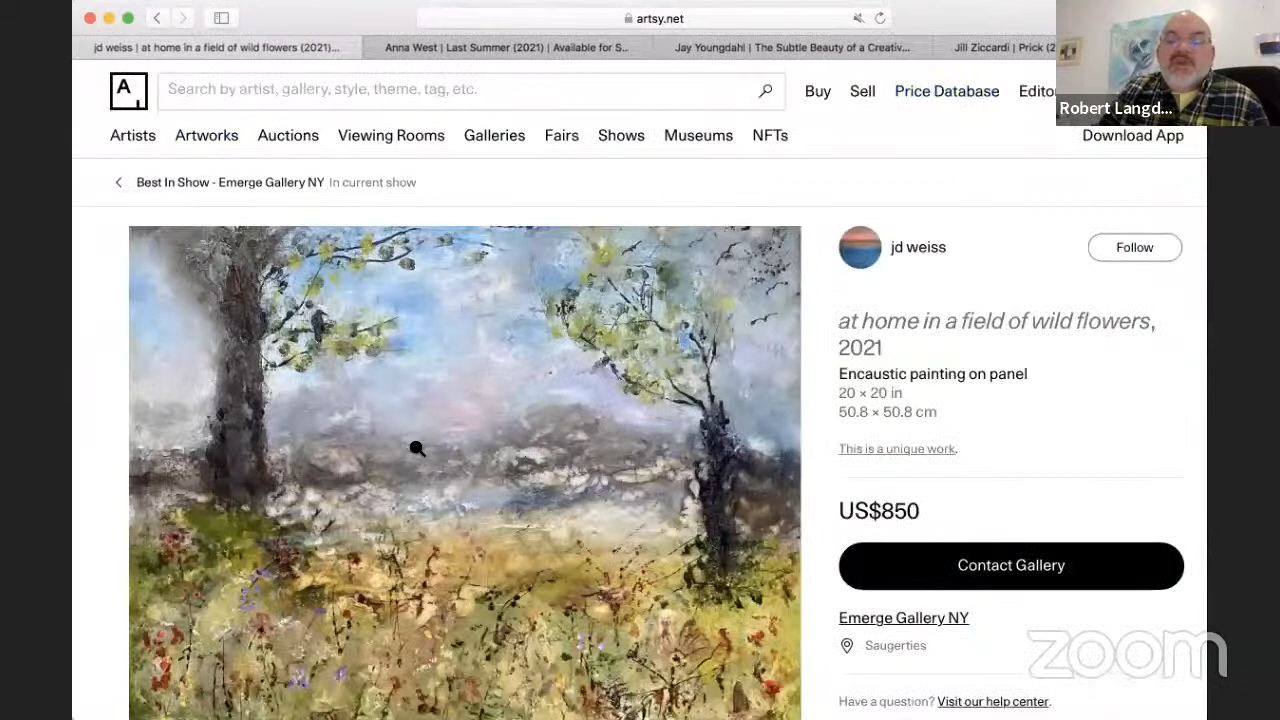 artsy.net
jd weiss | at home in a field of wild flowers (2021)...
Anna West | Last Summer (2021) | Available for S...
Jay Youngdahl | The Subtle Beauty of a Creativ...
Jill Ziccardi | Prick (2
A
Search by artist, gallery, style, theme, tag, etc.
Buy
Sell
Price Database
Edito
Robert Langd...
Artists
Artworks
Auctions
Viewing Rooms
Galleries
Fairs
Shows
Museums
NFTs
Download App
Best In Show - Emerge Gallery NY In current show
jd weiss
Follow
at home in a field of wild flowers,
2021
Encaustic painting on panel
20 × 20 in
50.8 × 50.8 cm
This is a unique work.
US$850
Contact Gallery
Emerge Gallery NY
Saugerties
zoom
Have a question? Visit our help center.